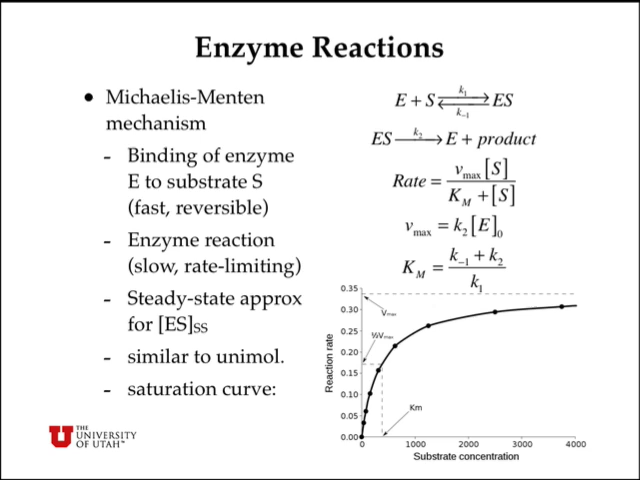 Enzyme Reactions
• Michaelis-Menten
mechanism
- Binding of enzyme
E to substrate S
(fast, reversible)
- Enzyme reaction
(slow, rate-limiting)
- Steady-state approx
for [ES]ss
- similar to unimol.
- saturation curve:
E + S ⇌ ES
k₁
k₋₁
ES —k₂→ E + product
Rate = vmax[S] / (K_M + [S])
vmax = k₂[E]₀
K_M = (k₋₁ + k₂) / k₁
0.35
0.30
0.25
0.20
0.15
0.10
0.05
0.00
Vmax
½Vmax
Km
0
1000
2000
3000
4000
Reaction rate
Substrate concentration
THE
UNIVERSITY
OF UTAH™